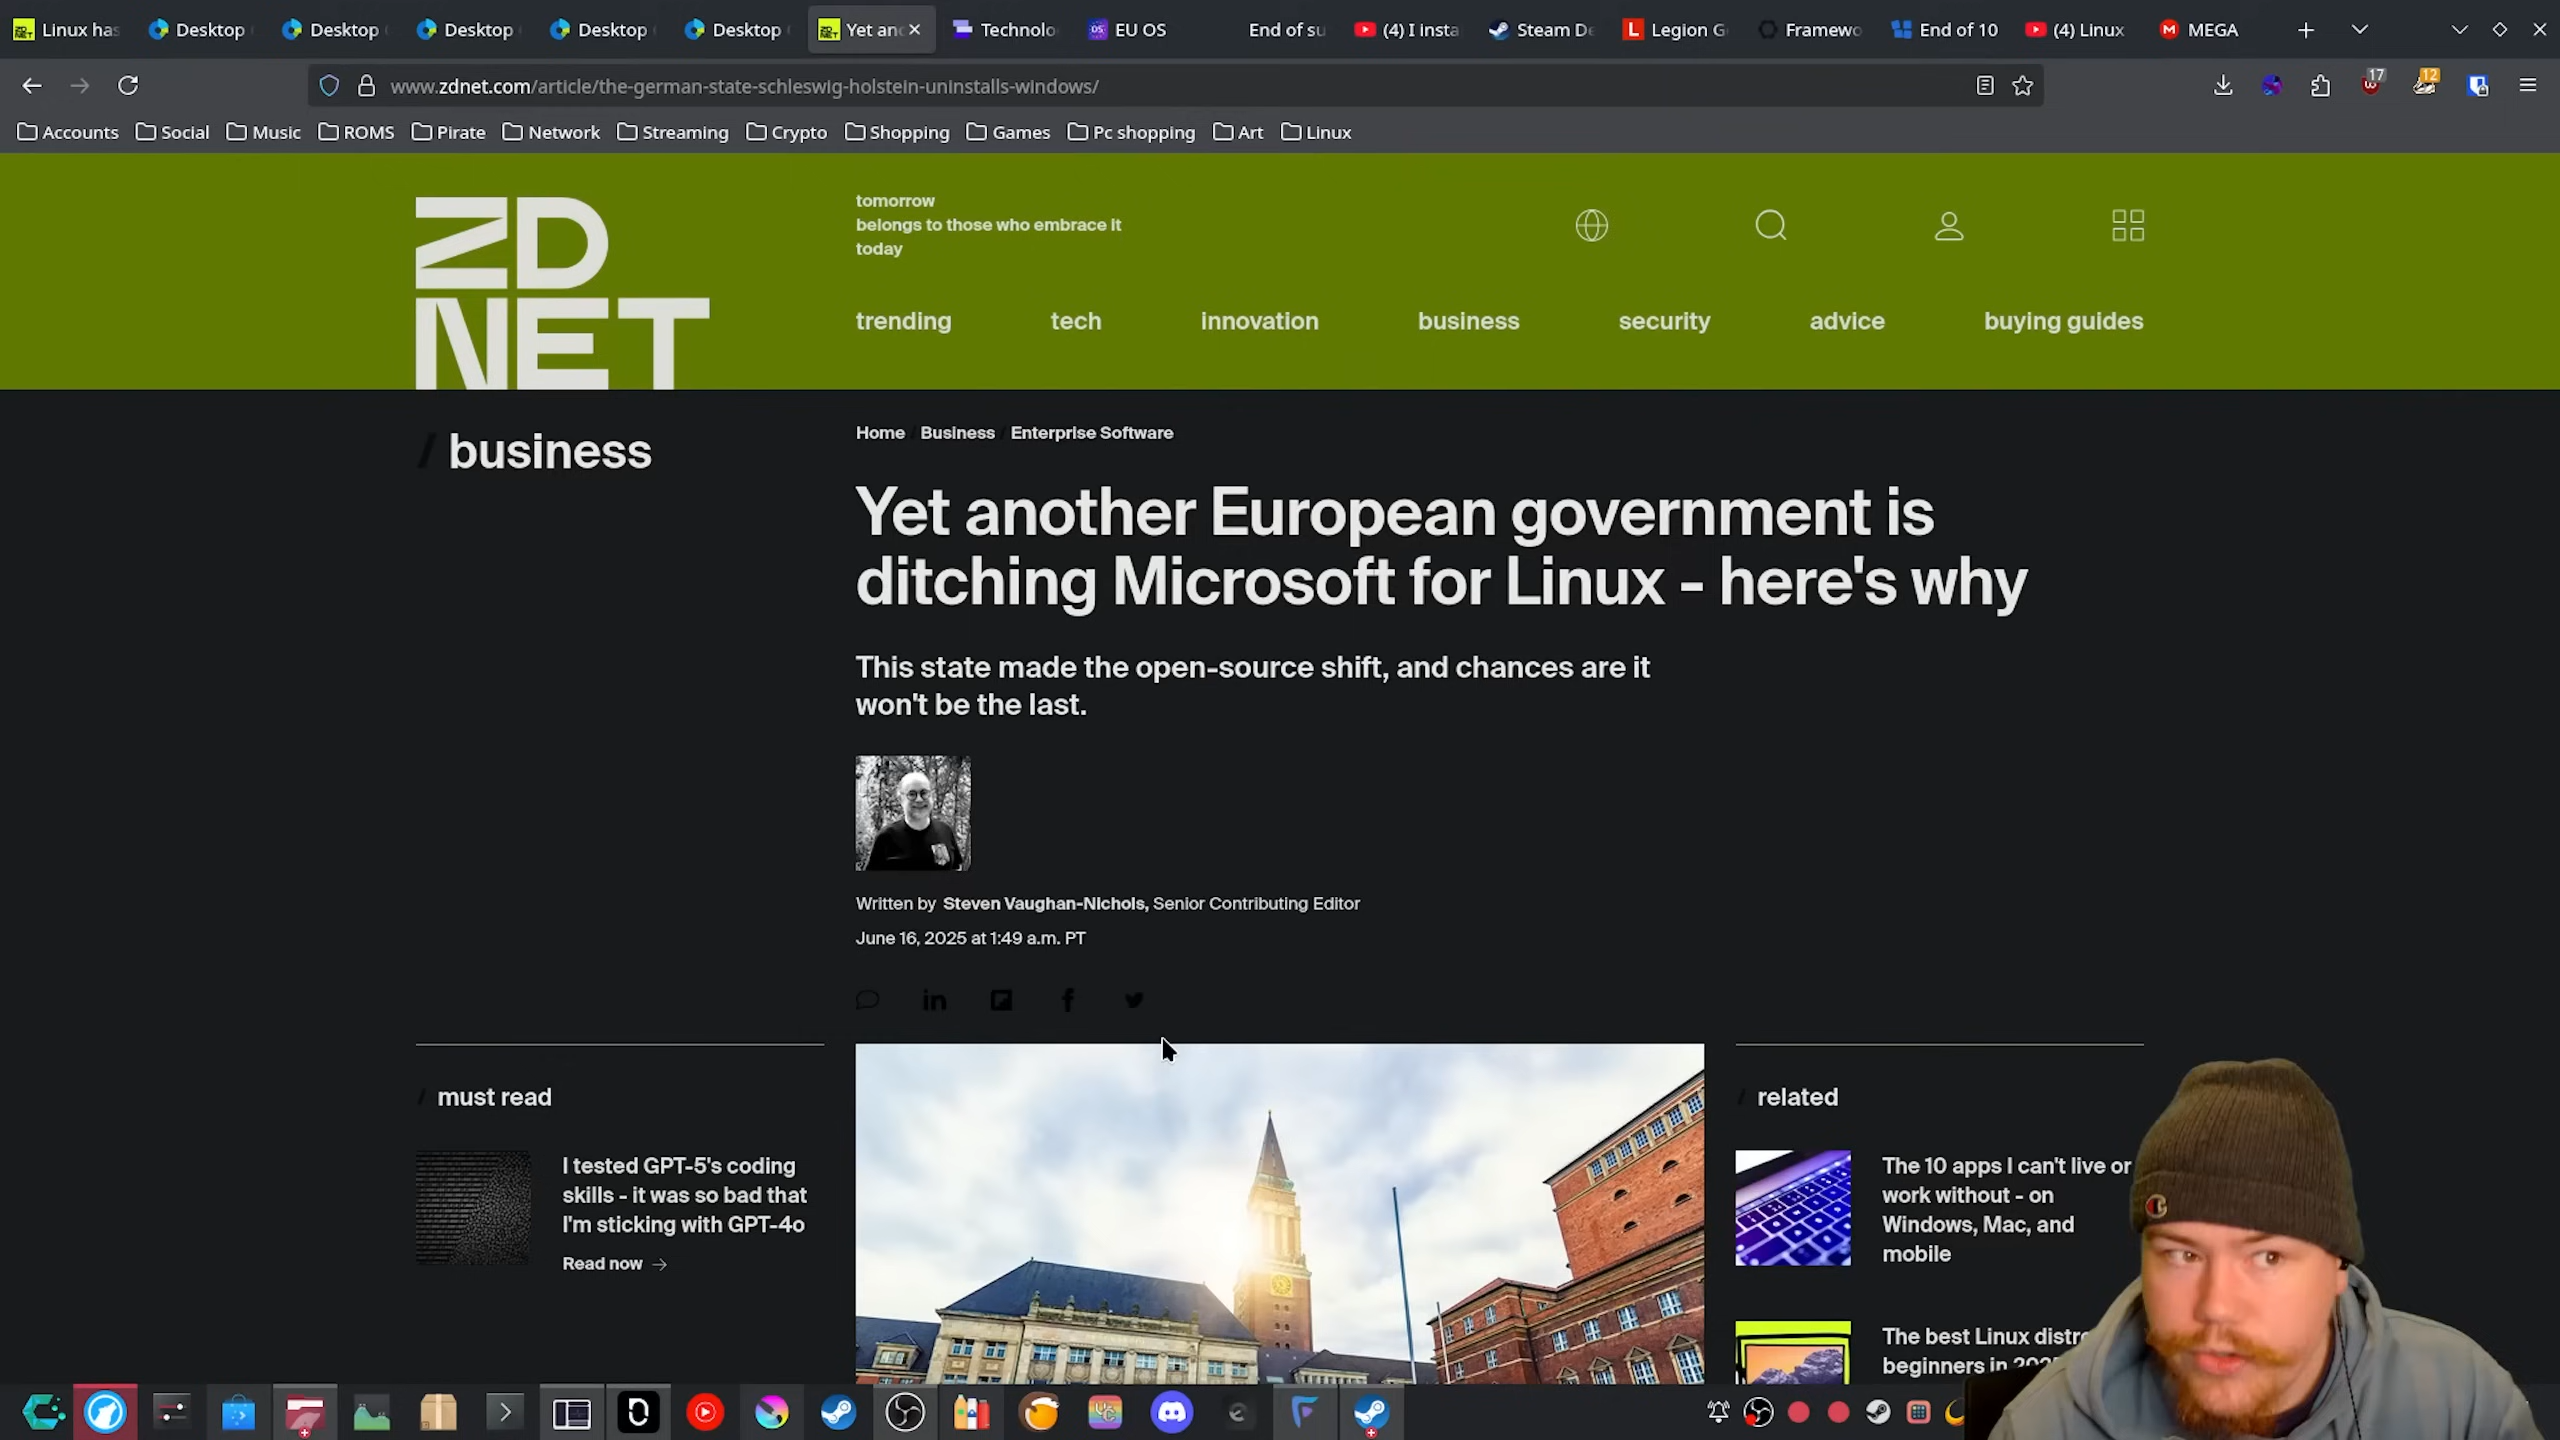 Linux has
Desktop
Desktop
Desktop
Desktop
Desktop
Yet an
Technolo
EU OS
End of su
(4) I insta
Steam De
Legion G
Framewo
End of 10
(4) Linux
MEGA
www.zdnet.com/article/the-german-state-schleswig-holstein-uninstalls-windows/
17
12
Accounts
Social
Music
ROMS
Pirate
Network
Streaming
Crypto
Shopping
Games
Pc shopping
Art
Linux
ZD
NET
tomorrow
belongs to those who embrace it
today
trending
tech
innovation
business
security
advice
buying guides
/ business
Home / Business / Enterprise Software
Yet another European government is
ditching Microsoft for Linux - here's why
This state made the open-source shift, and chances are it
won't be the last.
Written by Steven Vaughan-Nichols, Senior Contributing Editor
June 16, 2025 at 1:49 a.m. PT
/ must read
I tested GPT-5's coding
skills - it was so bad that
I'm sticking with GPT-4o
Read now
/ related
The 10 apps I can't live or
work without - on
Windows, Mac, and
mobile
The best Linux distr
beginners in